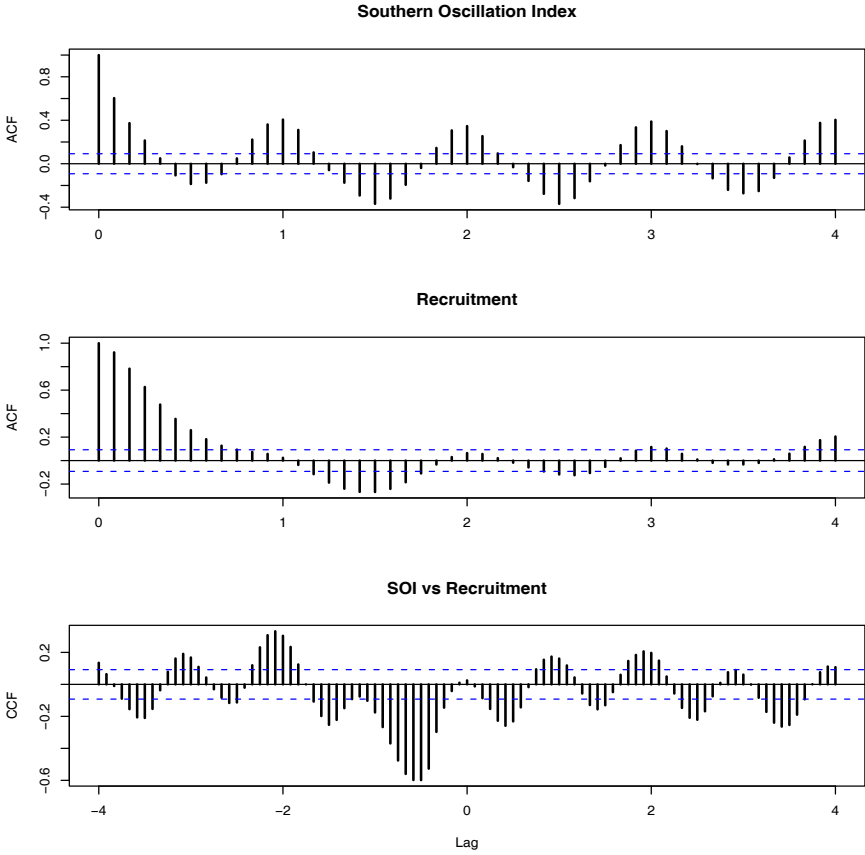 Southern Oscillation Index
ACF
0.8
0.4
0.0
−0.4
0 1 2 3 4
Recruitment
ACF
1.0
0.6
0.2
−0.2
0 1 2 3 4
SOI vs Recruitment
CCF
0.2
−0.2
−0.6
−4 −2 0 2 4
Lag